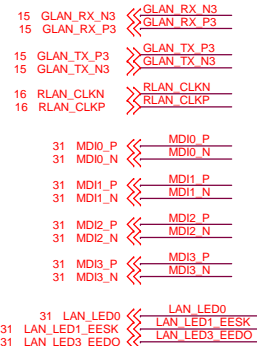 15 GLAN_RX_N3 GLAN_RX_N3
15 GLAN_RX_P3 GLAN_RX_P3
15 GLAN_TX_P3 GLAN_TX_P3
15 GLAN_TX_N3 GLAN_TX_N3
16 RLAN_CLKN RLAN_CLKN
16 RLAN_CLKP RLAN_CLKP
31 MDI0_P MDI0_P
31 MDI0_N MDI0_N
31 MDI1_P MDI1_P
31 MDI1_N MDI1_N
31 MDI2_P MDI2_P
31 MDI2_N MDI2_N
31 MDI3_P MDI3_P
31 MDI3_N MDI3_N
31 LAN_LED0 LAN_LED0
31 LAN_LED1_EESK LAN_LED1_EESK
31 LAN_LED3_EEDO LAN_LED3_EEDO